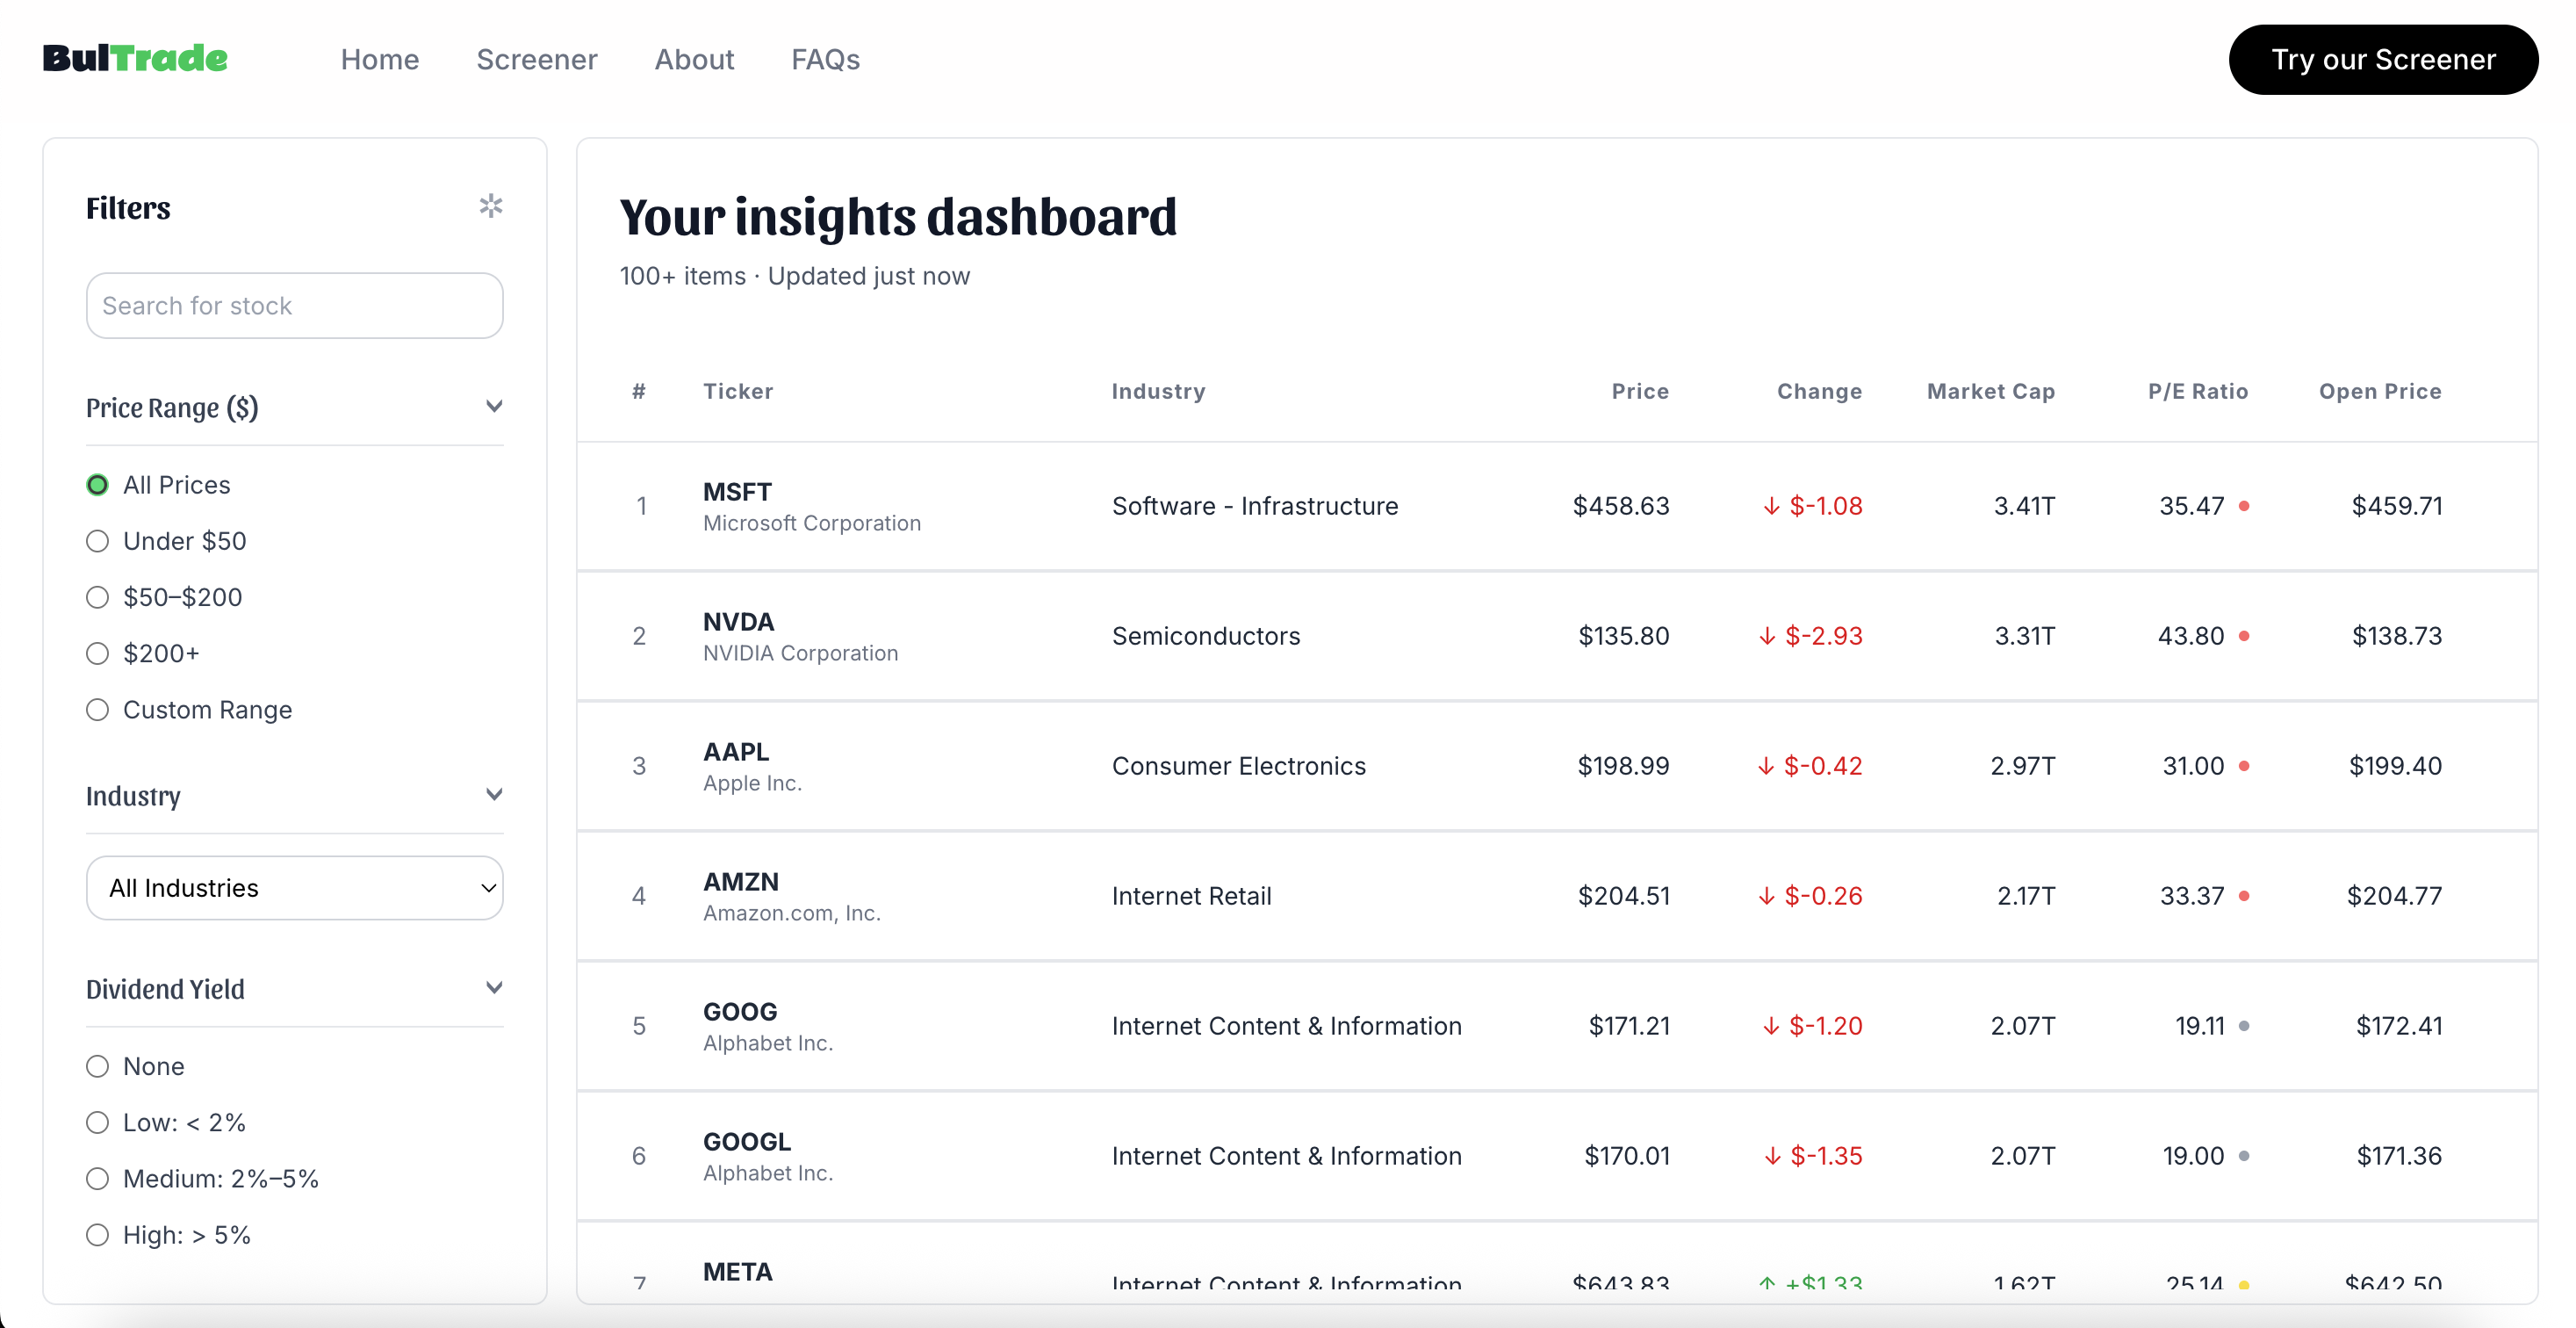 BulTrade Home Screener About FAQs Try our Screener
Filters
Search for stock
Price Range ($)
All Prices
Under $50
$50–$200
$200+
Custom Range
Industry
All Industries
Dividend Yield
None
Low: < 2%
Medium: 2%–5%
High: > 5%
Your insights dashboard
100+ items · Updated just now
# Ticker Industry Price Change Market Cap P/E Ratio Open Price
1 MSFT Software - Infrastructure $458.63 ↓ $-1.08 3.41T 35.47 $459.71
Microsoft Corporation
2 NVDA Semiconductors $135.80 ↓ $-2.93 3.31T 43.80 $138.73
NVIDIA Corporation
3 AAPL Consumer Electronics $198.99 ↓ $-0.42 2.97T 31.00 $199.40
Apple Inc.
4 AMZN Internet Retail $204.51 ↓ $-0.26 2.17T 33.37 $204.77
Amazon.com, Inc.
5 GOOG Internet Content & Information $171.21 ↓ $-1.20 2.07T 19.11 $172.41
Alphabet Inc.
6 GOOGL Internet Content & Information $170.01 ↓ $-1.35 2.07T 19.00 $171.36
Alphabet Inc.
7 META Internet Content & Information $643.83 ↑ +$1.33 1.62T 25.14 $642.50